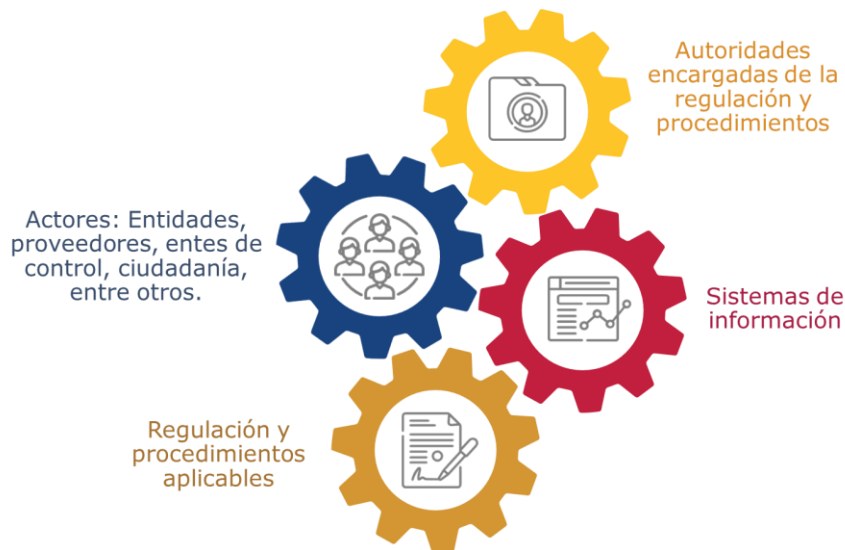 Autoridades
encargadas de la
regulación y
procedimientos
Actores: Entidades,
proveedores, entes de
control, ciudadanía,
entre otros.
Sistemas de
información
Regulación y
procedimientos
aplicables